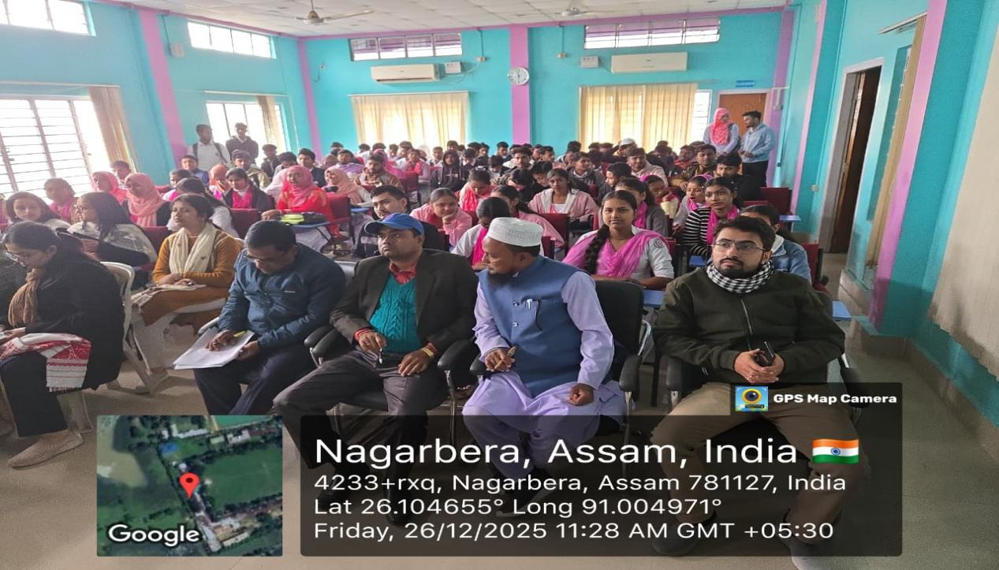 GPS Map Camera
Nagarbera, Assam, India
4233+rxq, Nagarbera, Assam 781127, India
Lat 26.104655° Long 91.004971°
Friday, 26/12/2025 11:28 AM GMT +05:30
Google